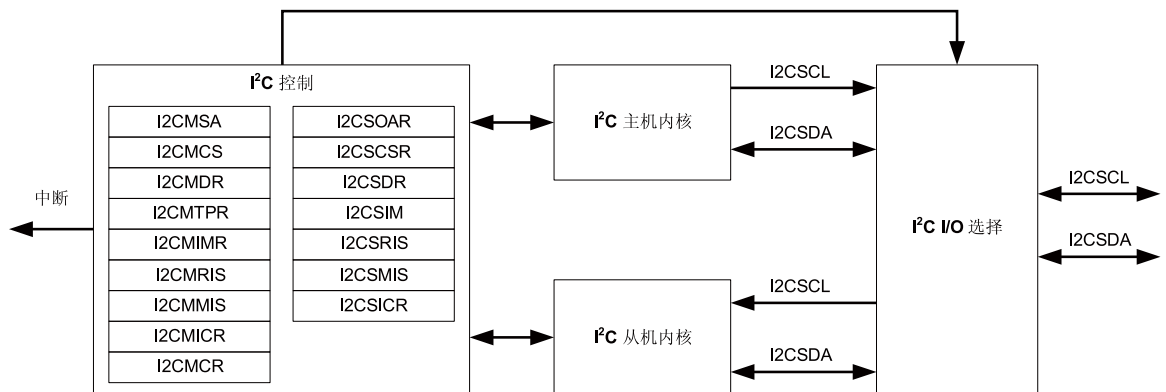 I²C 控制
I2CMSA
I2CMCS
I2CMDR
I2CMTPR
I2CMIMR
I2CMRIS
I2CMMIS
I2CMICR
I2CMCR
I2CSOAR
I2CSCSR
I2CSDR
I2CSIM
I2CSRIS
I2CSMIS
I2CSICR
中断
I²C 主机内核
I²C 从机内核
I2CSCL
I2CSDA
I2CSCL
I2CSDA
I²C I/O 选择
I2CSCL
I2CSDA